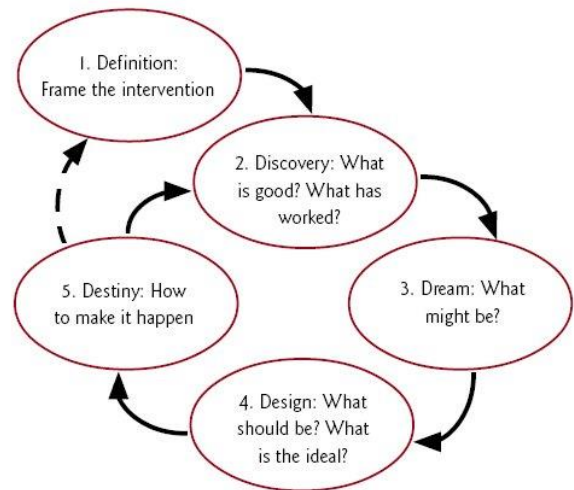 1. Definition:
Frame the intervention
2. Discovery: What
is good? What has
worked?
3. Dream: What
might be?
4. Design: What
should be? What
is the ideal?
5. Destiny: How
to make it happen